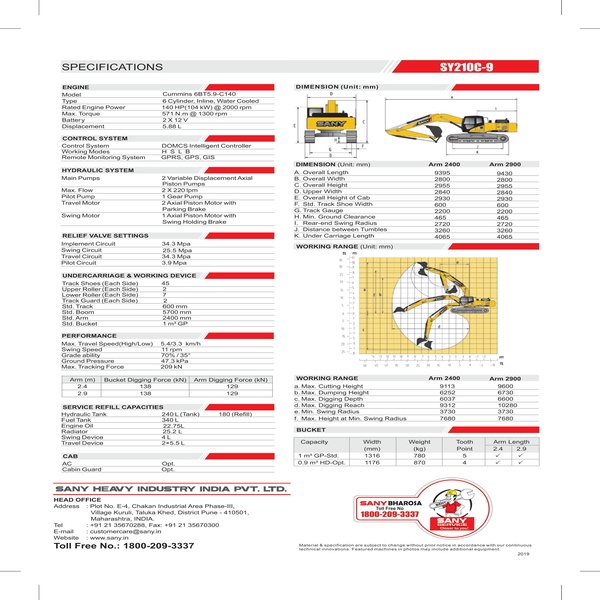 SPECIFICATIONS
SY210C-9
ENGINE
Model Cummins 6BT5.9-C140
Type 6 Cylinder, Inline, Water Cooled
Rated Engine Power 140 HP(104 kW) @ 2000 rpm
Max. Torque 571 N.m @ 1300 rpm
Battery 2 X 12 V
Displacement 5.88 L
CONTROL SYSTEM
Control System DOMCS Intelligent Controller
Working Modes H S L B
Remote Monitoring System GPRS, GPS, GIS
HYDRAULIC SYSTEM
Main Pumps 2 Variable Displacement Axial
Piston Pumps
Max. Flow 2 X 220 lpm
Pilot Pump 1 Gear Pump
Travel Motor 2 Axial Piston Motor with
Parking Brake
Swing Motor 1 Axial Piston Motor with
Swing Holding Brake
RELIEF VALVE SETTINGS
Implement Circuit 34.3 Mpa
Swing Circuit 25.5 Mpa
Travel Circuit 34.3 Mpa
Pilot Circuit 3.9 Mpa
UNDERCARRIAGE & WORKING DEVICE
Track Shoes (Each Side) 45
Upper Roller (Each Side) 2
Lower Roller (Each Side) 7
Track Guard (Each Side) 2
Std. Track 600 mm
Std. Boom 5700 mm
Std. Arm 2400 mm
Std. Bucket 1 m³ GP
PERFORMANCE
Max. Travel Speed(High/Low) 5.4/3.3 km/h
Swing Speed 11 rpm
Grade ability 70% / 35°
Ground Pressure 47.3 kPa
Max. Tracking Force 209 kN
Arm (m) Bucket Digging Force (kN) Arm Digging Force (kN)
2.4 138 129
2.9 138 129
SERVICE REFILL CAPACITIES
Hydraulic Tank 240 L (Tank) 180 (Refill)
Fuel Tank 340 L
Engine Oil 22.75L
Radiator 25.2 L
Swing Device 4 L
Travel Device 2×5.5 L
CAB
AC Opt.
Cabin Guard Opt.
SANY HEAVY INDUSTRY INDIA PVT. LTD.
HEAD OFFICE
Address : Plot No. E-4, Chakan Industrial Area Phase-III,
Village Kuruli, Taluka Khed, District Pune - 410501,
Maharashtra, INDIA.
Tel : +91 21 35670288, Fax: +91 21 35670300
E-mail : customercare@sany.in
Website : www.sany.in
Toll Free No.: 1800-209-3337
DIMENSION (Unit: mm)
SANY
DIMENSION (Unit: mm) Arm 2400 Arm 2900
A. Overall Length 9395 9430
B. Overall Width 2800 2800
C. Overall Height 2955 2955
D. Upper Width 2840 2840
E. Overall Height of Cab 2930 2930
F. Std. Track Shoe Width 600 600
G. Track Gauge 2200 2200
H. Min. Ground Clearance 465 465
I. Rear-end Swing Radius 2720 2720
J. Distance between Tumbles 3260 3260
K. Under Carriage Length 4065 4065
WORKING RANGE (Unit: mm)
WORKING RANGE Arm 2400 Arm 2900
a. Max. Cutting Height 9113 9600
b. Max. Dumping Height 6252 6730
c. Max. Digging Depth 6037 6600
d. Max. Digging Reach 9312 10280
e. Min. Swing Radius 3730 3730
f. Max. Height at Min. Swing Radius 7680 7680
BUCKET
Capacity Width (mm) Weight (kg) Tooth Point Arm Length
2.4 2.9
1 m³ GP-Std. 1316 780 5 ✓ ✓
0.9 m³ HD-Opt. 1176 870 4 ✓ ✓
SANY BHAROSA
Toll Free No
1800-209-3337
SANY
SERVICE
Closer to you!
Material & specification are subject to change without prior notice in accordance with our continuous
technical innovations. Featured machines in photos may include additional equipment.
2019